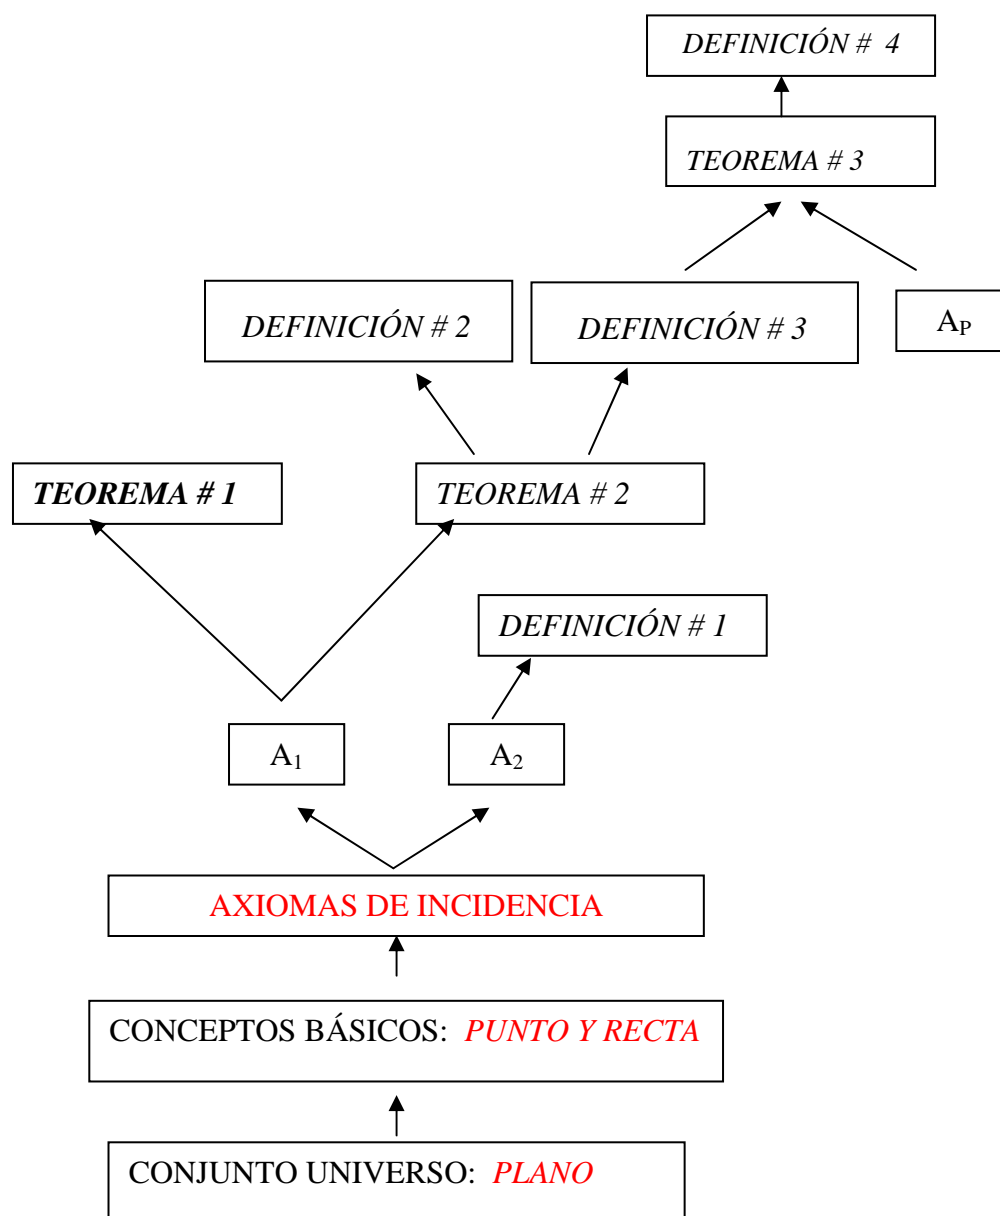 DEFINICIÓN # 4
TEOREMA # 3
DEFINICIÓN # 2
DEFINICIÓN # 3
A_P
TEOREMA # 1
TEOREMA # 2
DEFINICIÓN # 1
A₁
A₂
AXIOMAS DE INCIDENCIA
CONCEPTOS BÁSICOS: PUNTO Y RECTA
CONJUNTO UNIVERSO: PLANO